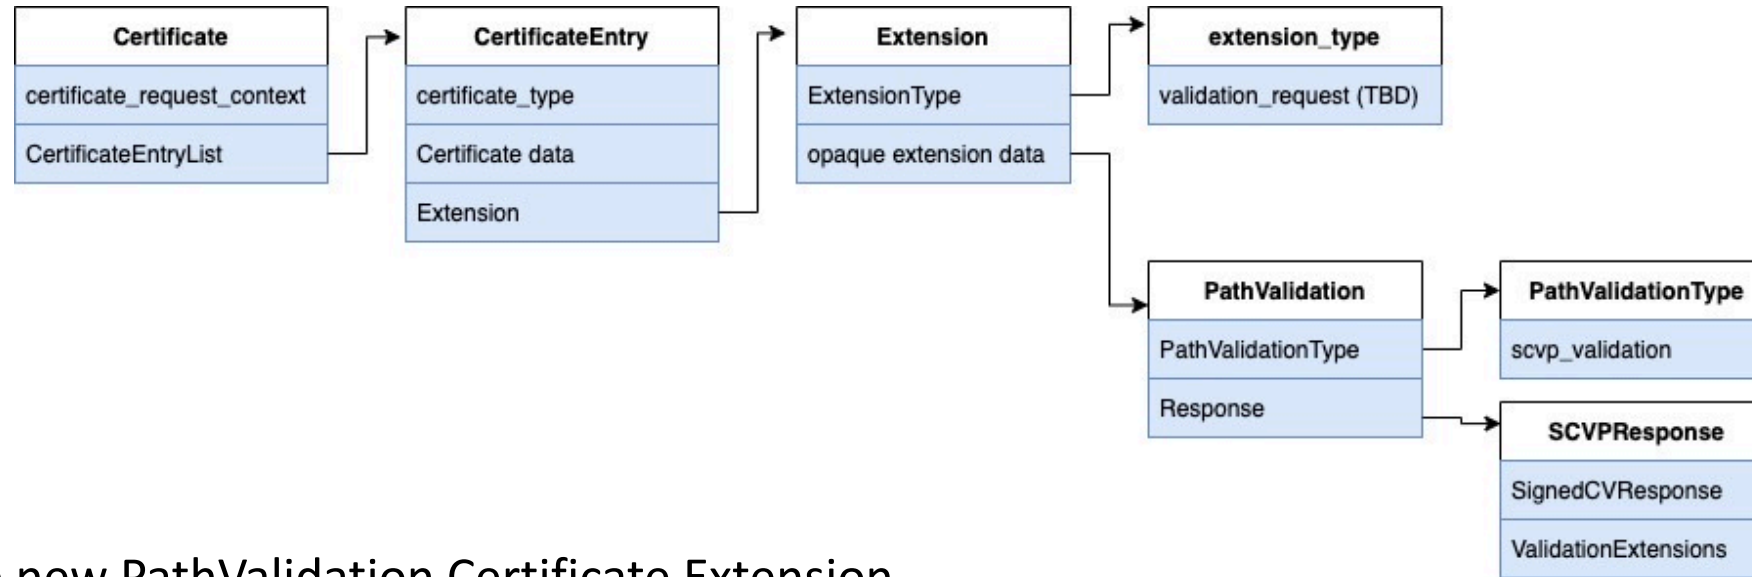 Certificate
certificate_request_context
CertificateEntryList
CertificateEntry
certificate_type
Certificate data
Extension
Extension
ExtensionType
opaque extension data
extension_type
validation_request (TBD)
PathValidation
PathValidationType
Response
PathValidationType
scvp_validation
SCVPResponse
SignedCVResponse
ValidationExtensions
new PathValidation Certificate Extension